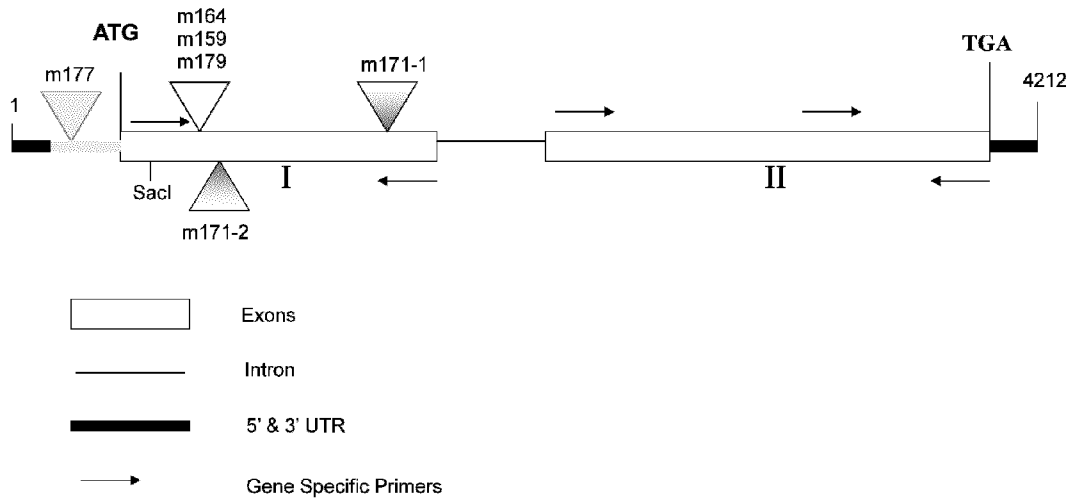 m164
ATG
m159
TGA
m179
m177
m171-1
4212
1
SacI
I
II
m171-2
Exons
Intron
5' & 3' UTR
Gene Specific Primers